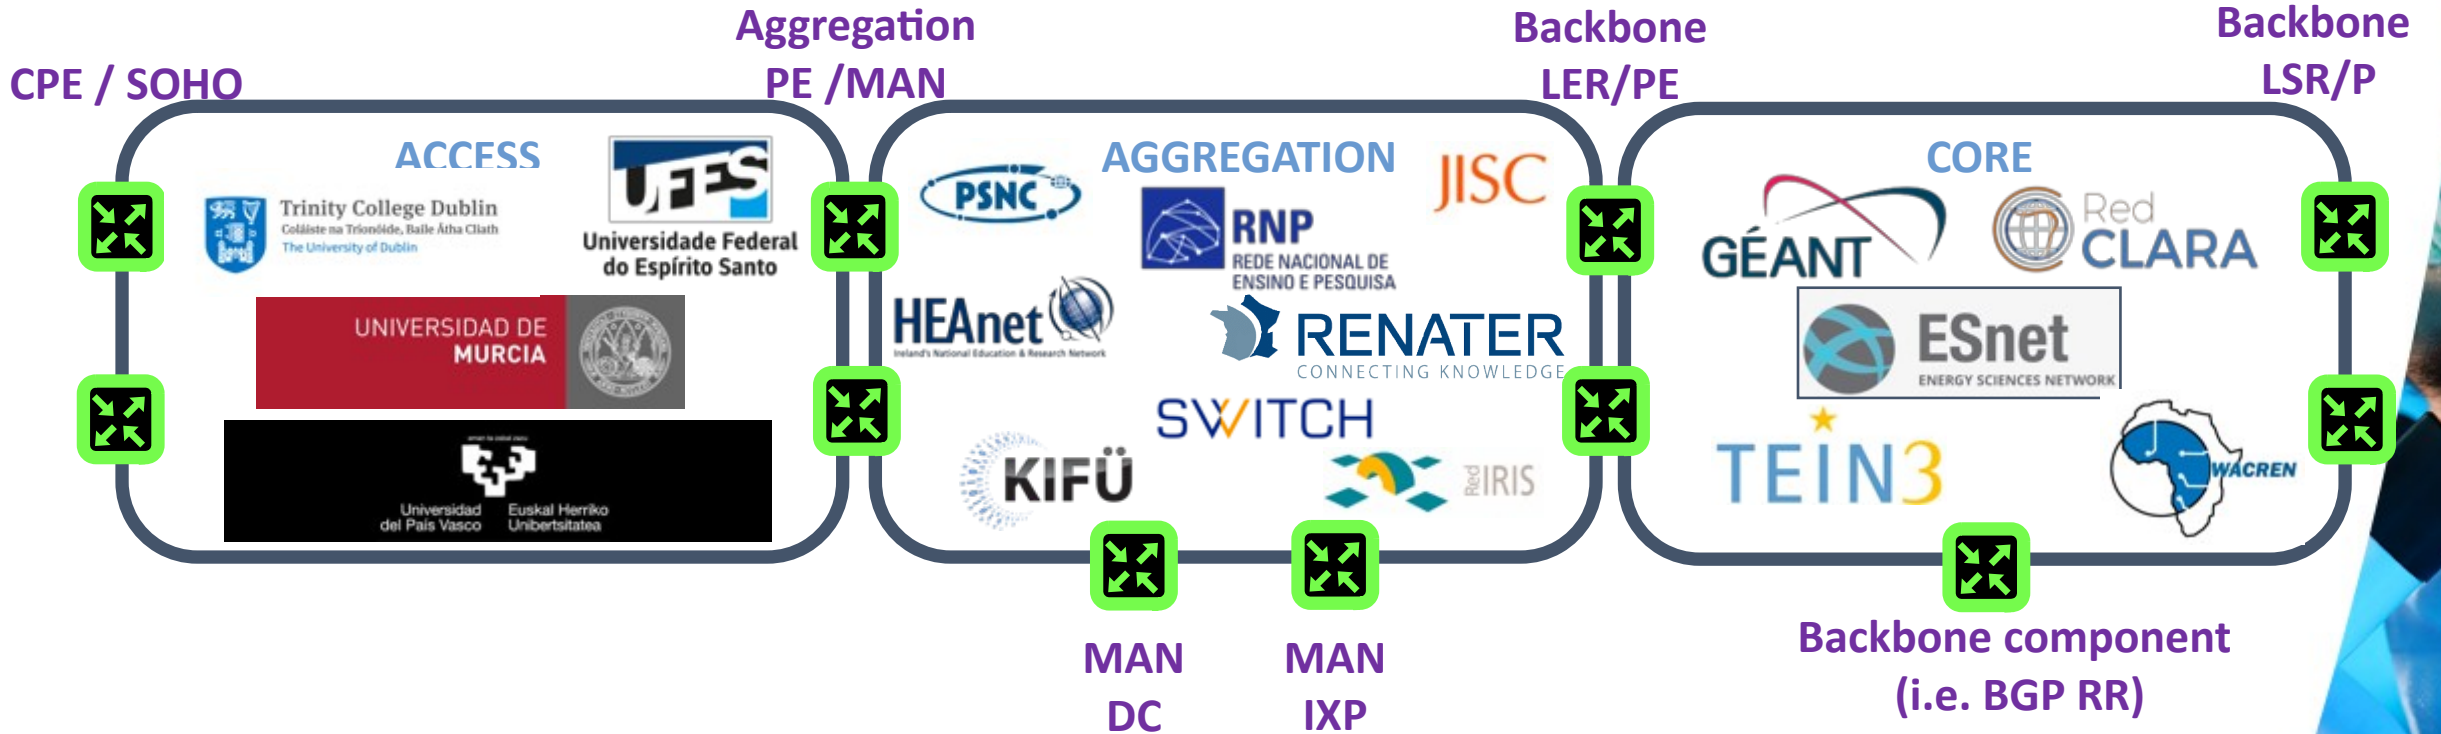 CPE / SOHO
Aggregation
PE /MAN
Backbone
LER/PE
Backbone
LSR/P
ACCESS
Trinity College Dublin
Coláiste na Tríonóide, Baile Átha Cliath
The University of Dublin
UFES
Universidade Federal
do Espírito Santo
UNIVERSIDAD DE
MURCIA
eman ta zabal zazu
Universidad
del País Vasco
Euskal Herriko
Unibertsitatea
AGGREGATION
PSNC
RNP
REDE NACIONAL DE
ENSINO E PESQUISA
JISC
HEAnet
Ireland's National Education & Research Network
RENATER
CONNECTING KNOWLEDGE
SWITCH
KIFÜ
RedIRIS
MAN
DC
MAN
IXP
CORE
GÉANT
Red
CLARA
ESnet
ENERGY SCIENCES NETWORK
TEIN3
WACREN
Backbone component
(i.e. BGP RR)